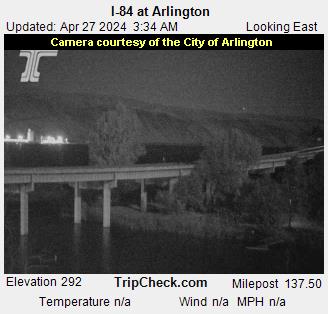 I-84 at Arlington
Updated: Apr 27 2024 3:34 AM Looking East
Camera courtesy of the City of Arlington
Elevation 292 TripCheck.com Milepost 137.50
Temperature n/a Wind n/a MPH n/a